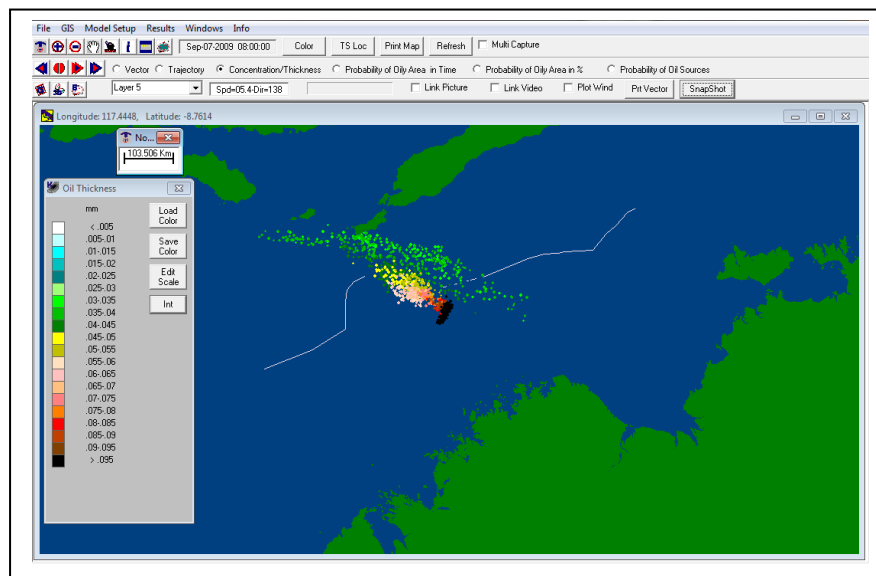 File GIS Model Setup Results Windows Info
Sep-07-2009 08:00:00 Color TS Loc Print Map Refresh Multi Capture
Vector Trajectory Concentration/Thickness Probability of Oily Area in Time Probability of Oily Area in % Probability of Oil Sources
Layer 5 Spd=05.4-Dir=138 Link Picture Link Video Plot Wind Prt Vector SnapShot
Longitude: 117.4448, Latitude: -8.7614
No...
103.506 Km
Oil Thickness
mm
Load
Color
Save
Color
Edit
Scale
Int
< .005
.005-.01
.01-.015
.015-.02
.02-.025
.025-.03
.03-.035
.035-.04
.04-.045
.045-.05
.05-.055
.055-.06
.06-.065
.065-.07
.07-.075
.075-.08
.08-.085
.085-.09
.09-.095
> .095